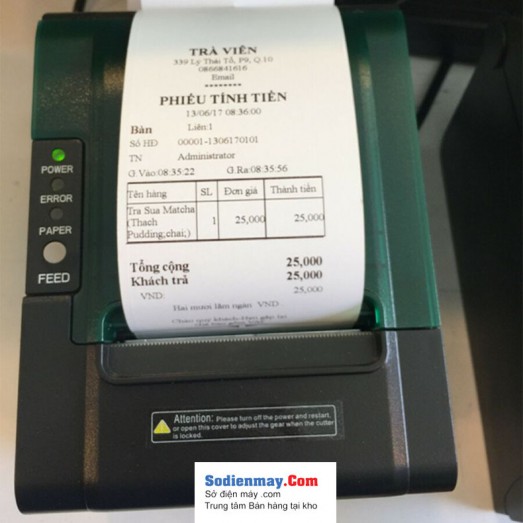 TRÀ VIÊN
339 Lý Thái Tổ, P9, Q.10
0866841616
Email
********
PHIẾU TÍNH TIỀN
13/06/17 08:36:00
Bàn Liên:1
Số HD 00001-1306170101
TN Administrator
G.Vào:08:35:22 G.Ra:08:35:56
Tên hàng SL Đơn giá Thành tiền
Tra Sua Matcha 1 25,000 25,000
(Thach
Pudding;chai;)
Tổng cộng 25,000
Khách trả 25,000
VND: 25,000
Hai mươi lăm ngàn VND
POWER
ERROR
PAPER
FEED
Attention: Please turn off the power and restart,
or open this cover to adjust the gear when the cutter
is locked.
Sodienmay.Com
Sở điện máy .com
Trung tâm Bán hàng tại kho